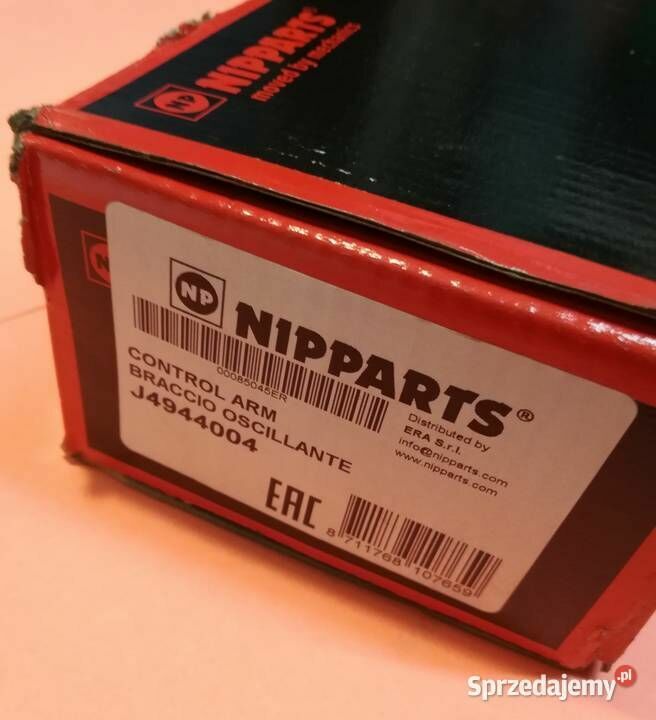 NP NIPPARTS
moved by mechanics
NP NIPPARTS®
00085045ER
CONTROL ARM
BRACCIO OSCILLANTE
J4944004
Distributed by
ERA S.r.l.
info@nipparts.com
www.nipparts.com
EAC
8 711768 107659
Sprzedajemy.pl